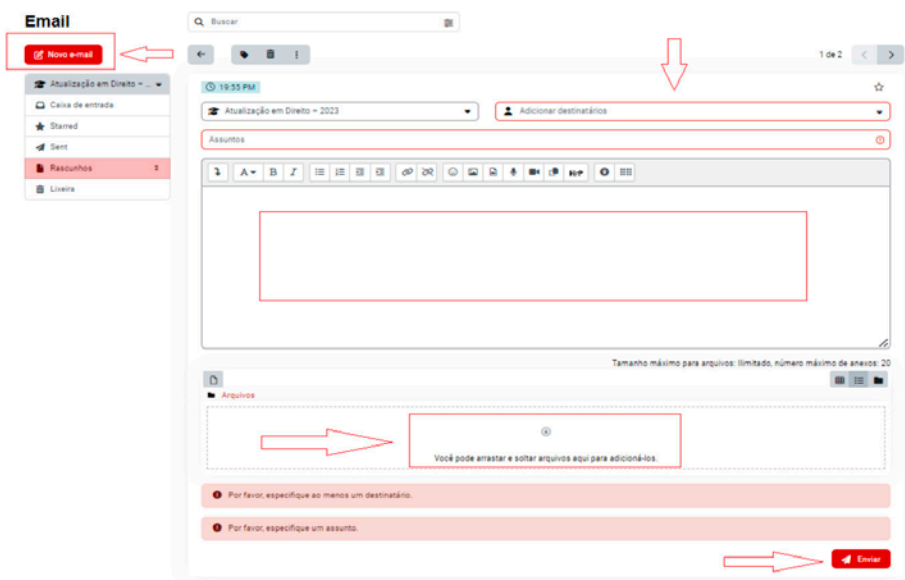 Email
Buscar
Novo e-mail
1 de 2
Atualização em Direito – ...
Caixa de entrada
Starred
Sent
Rascunhos
Lixeira
19:55 PM
Atualização em Direito – 2023
Adicionar destinatários
Assuntos
A B I
Tamanho máximo para arquivos: Ilimitado, número máximo de anexos: 20
Arquivos
Você pode arrastar e soltar arquivos aqui para adicioná-los.
Por favor, especifique ao menos um destinatário.
Por favor, especifique um assunto.
Enviar